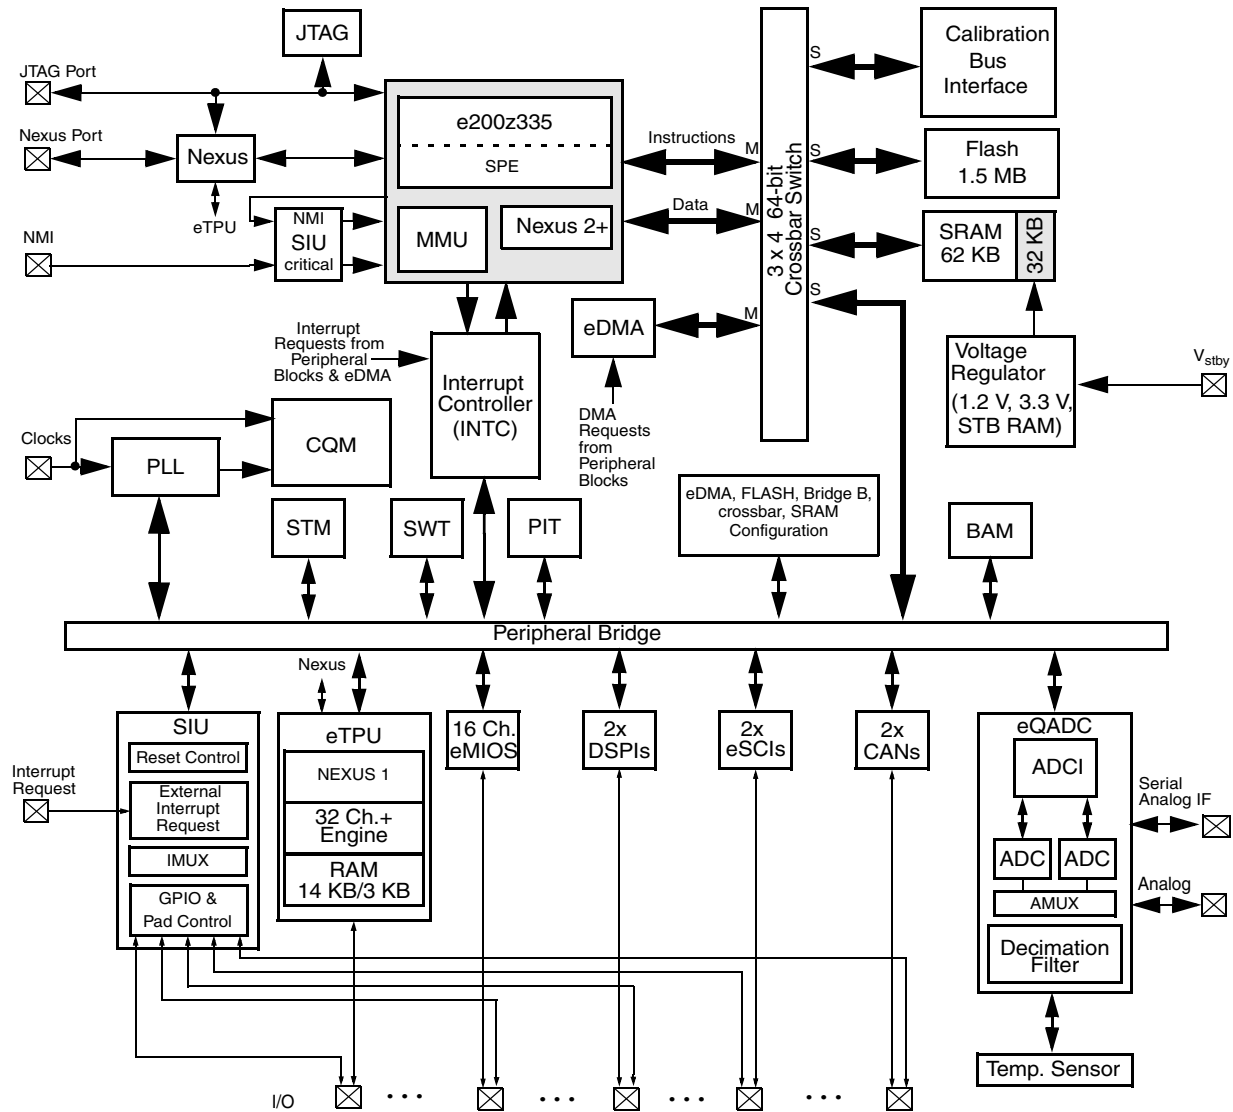 JTAG
JTAG Port
Nexus Port
Nexus
eTPU
NMI
NMI
SIU
critical
e200z335
SPE
MMU
Nexus 2+
Instructions
Data
M
M
M
S
S
S
S
3 x 4 64-bit
Crossbar Switch
Calibration
Bus
Interface
Flash
1.5 MB
SRAM
62 KB
32 KB
Voltage
Regulator
(1.2 V, 3.3 V,
STB RAM)
Vstby
eDMA
DMA
Requests
from
Peripheral
Blocks
Interrupt
Requests from
Peripheral
Blocks & eDMA
Interrupt
Controller
(INTC)
Clocks
PLL
CQM
STM
SWT
PIT
eDMA, FLASH, Bridge B,
crossbar, SRAM
Configuration
BAM
Peripheral Bridge
SIU
Reset Control
External
Interrupt
Request
IMUX
GPIO &
Pad Control
Interrupt
Request
Nexus
eTPU
NEXUS 1
32 Ch.+
Engine
RAM
14 KB/3 KB
16 Ch.
eMIOS
2x
DSPIs
2x
eSCIs
2x
CANs
eQADC
ADCI
ADC
ADC
AMUX
Decimation
Filter
Serial
Analog IF
Analog
Temp. Sensor
I/O
• • •
• • •
• • •
• • •